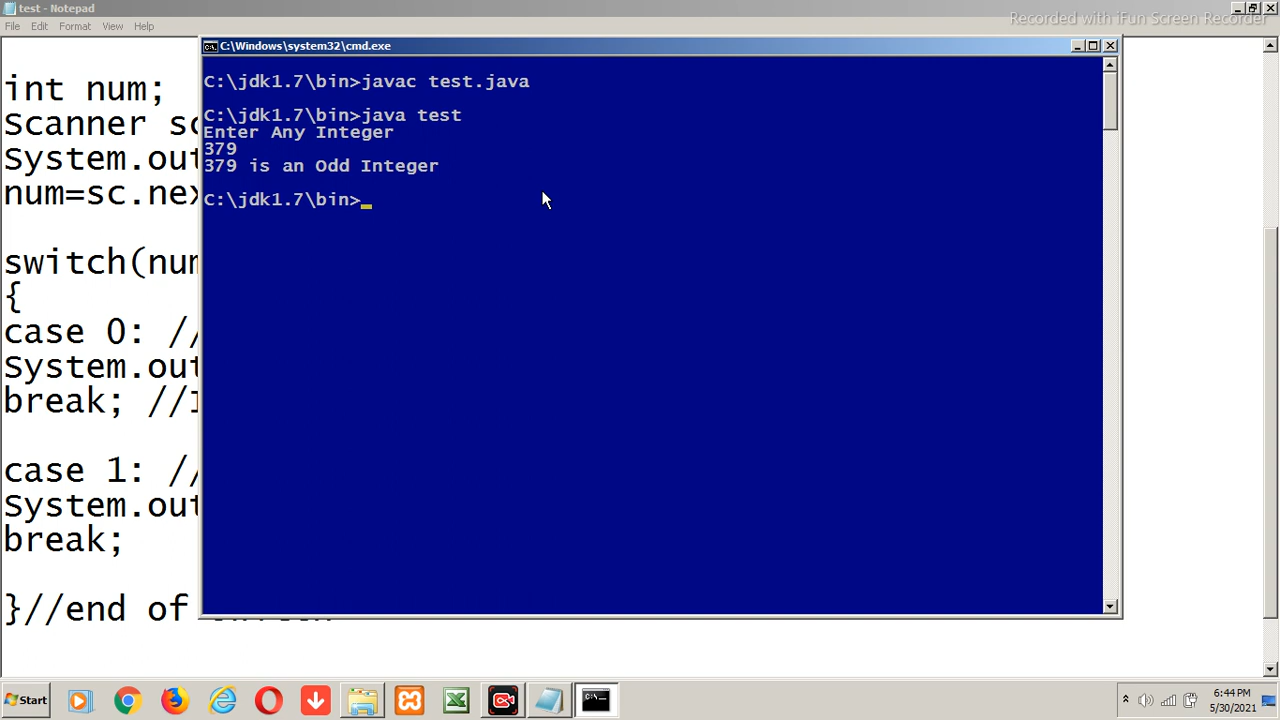 test - Notepad
File Edit Format View Help
Recorded with iFun Screen Recorder
int num;
Scanner sc
System.out
num=sc.nex
switch(num
{
case 0: //
System.out
break; //
case 1: //
System.out
break;
}//end of
C:\Windows\system32\cmd.exe
C:\jdk1.7\bin>javac test.java
C:\jdk1.7\bin>java test
Enter Any Integer
379
379 is an Odd Integer
C:\jdk1.7\bin>_
Start
6:44 PM
5/30/2021